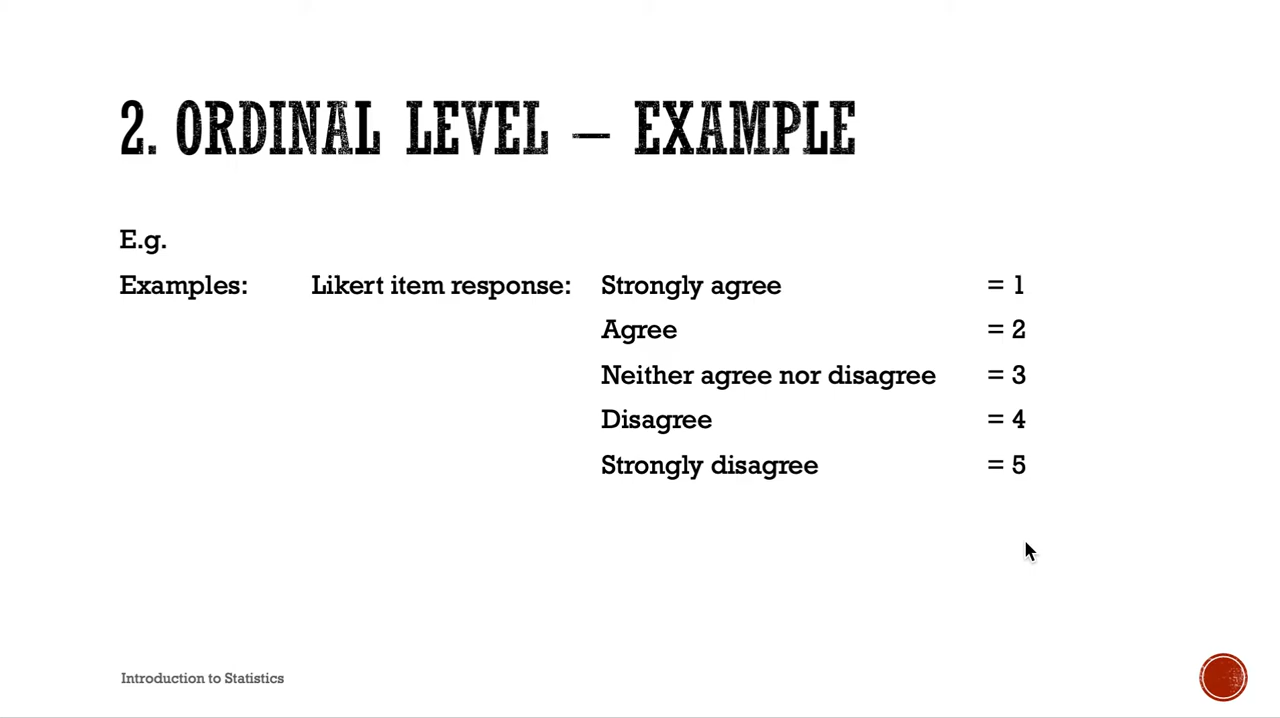 2. ORDINAL LEVEL – EXAMPLE
E.g.
Examples: Likert item response: Strongly agree = 1
Agree = 2
Neither agree nor disagree = 3
Disagree = 4
Strongly disagree = 5
Introduction to Statistics